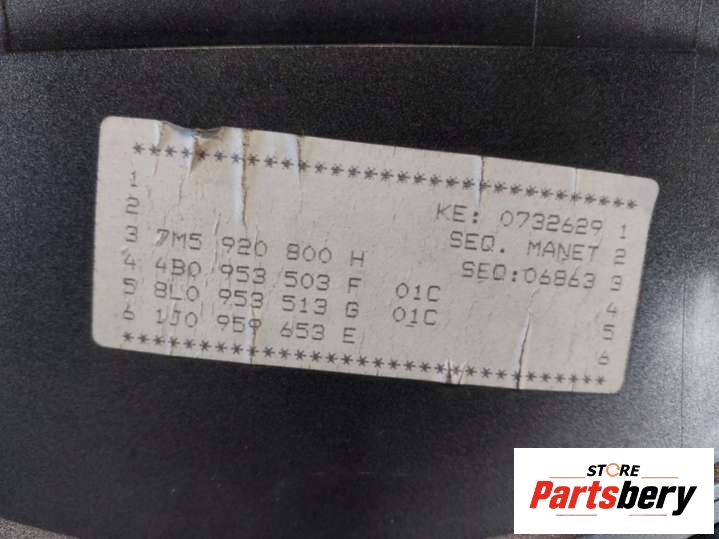 ********************************
1 KE: 0732629 1
2 SEQ. MANET 2
3 7M5 920 800 H SEQ:06863 3
4 4B0 953 503 F 01C 4
5 8L0 953 513 G 01C 5
6 1J0 959 653 E 6
********************************
STORE
Partsbery